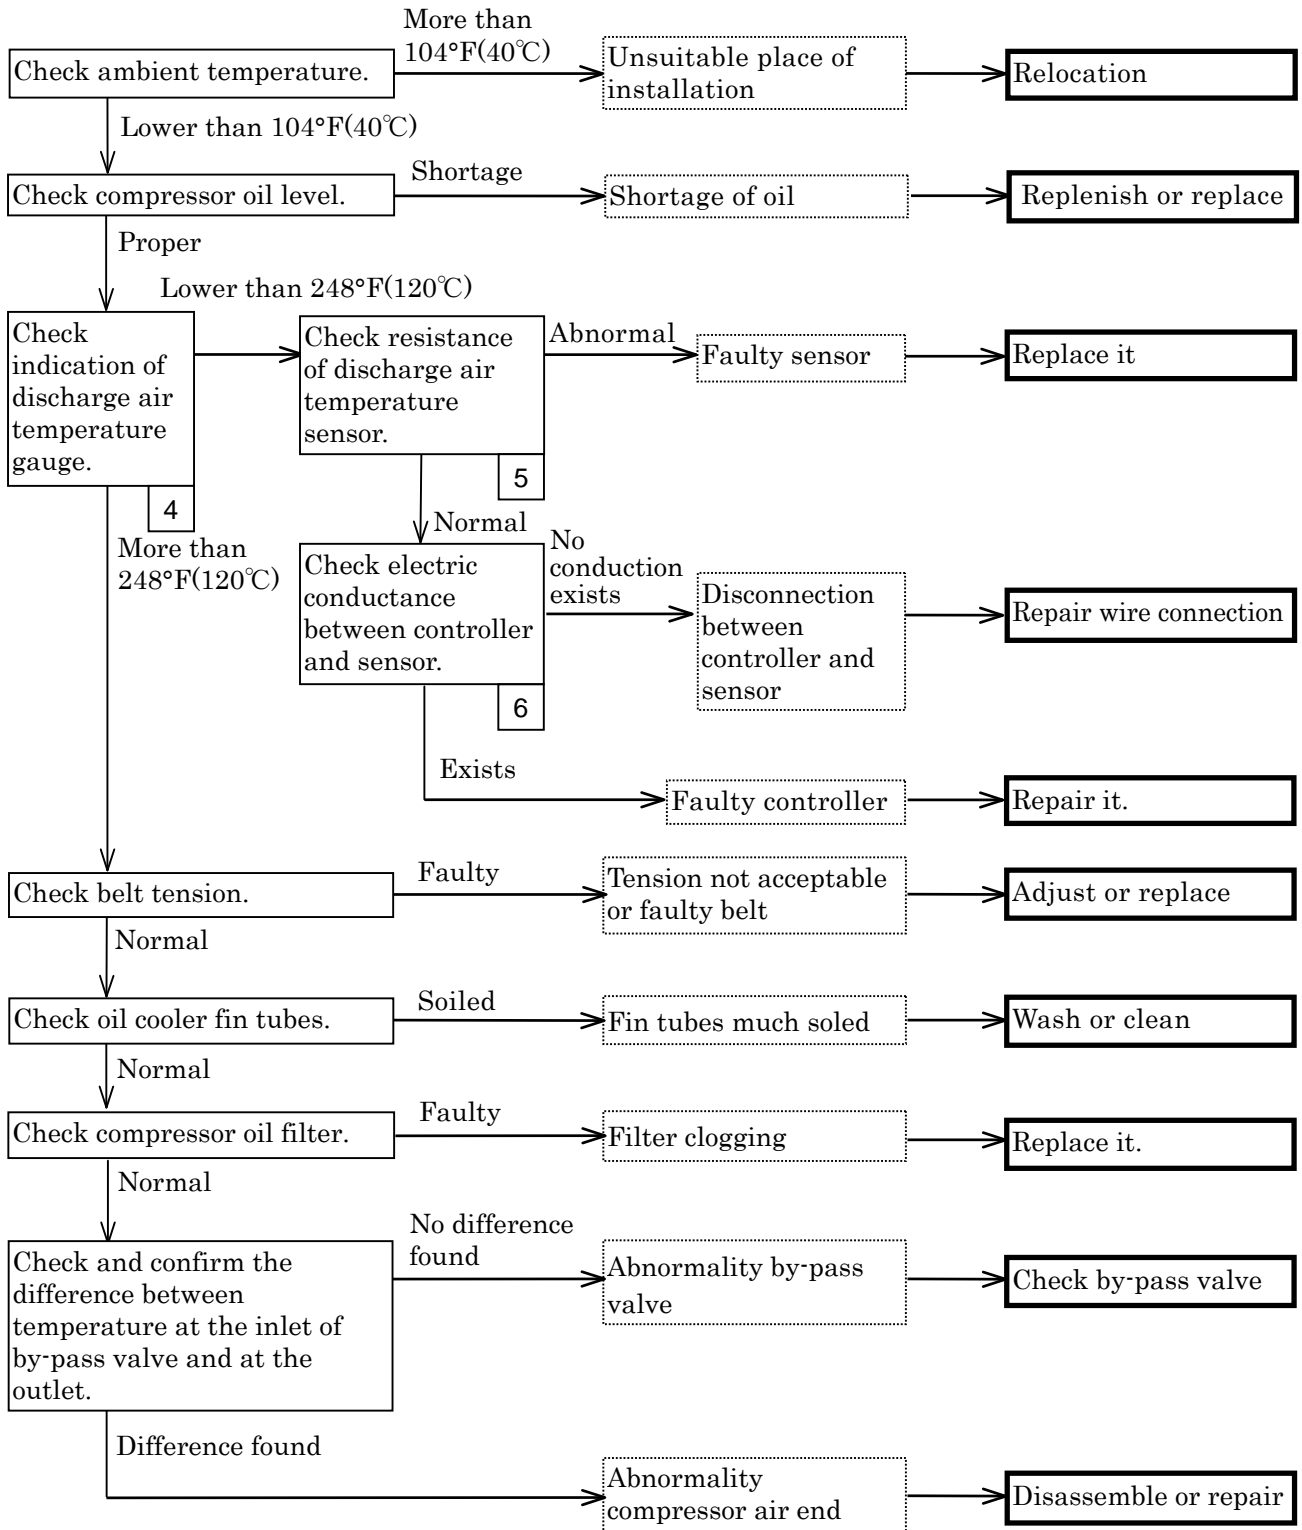 More than
104°F(40℃)
Check ambient temperature.
Unsuitable place of
installation
Relocation
Lower than 104°F(40℃)
Check compressor oil level.
Shortage
Shortage of oil
Replenish or replace
Proper
Lower than 248°F(120℃)
Check
indication of
discharge air
temperature
gauge.
4
Check resistance
of discharge air
temperature
sensor.
5
Abnormal
Faulty sensor
Replace it
Normal
More than
248°F(120℃)
Check electric
conductance
between controller
and sensor.
6
No
conduction
exists
Disconnection
between
controller and
sensor
Repair wire connection
Exists
Faulty controller
Repair it.
Check belt tension.
Faulty
Tension not acceptable
or faulty belt
Adjust or replace
Normal
Check oil cooler fin tubes.
Soiled
Fin tubes much soled
Wash or clean
Normal
Check compressor oil filter.
Faulty
Filter clogging
Replace it.
Normal
Check and confirm the
difference between
temperature at the inlet of
by-pass valve and at the
outlet.
No difference
found
Abnormality by-pass
valve
Check by-pass valve
Difference found
Abnormality
compressor air end
Disassemble or repair